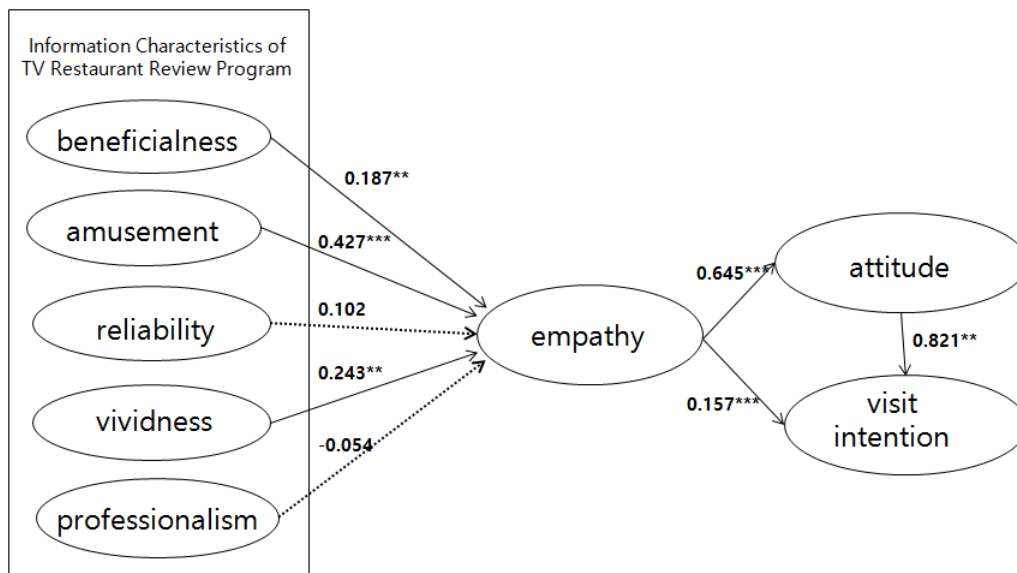 Information Characteristics of
TV Restaurant Review Program
beneficialness
0.187**
amusement
0.427***
reliability
0.102
vividness
0.243**
professionalism
-0.054
empathy
0.645***
attitude
0.821**
0.157***
visit
intention